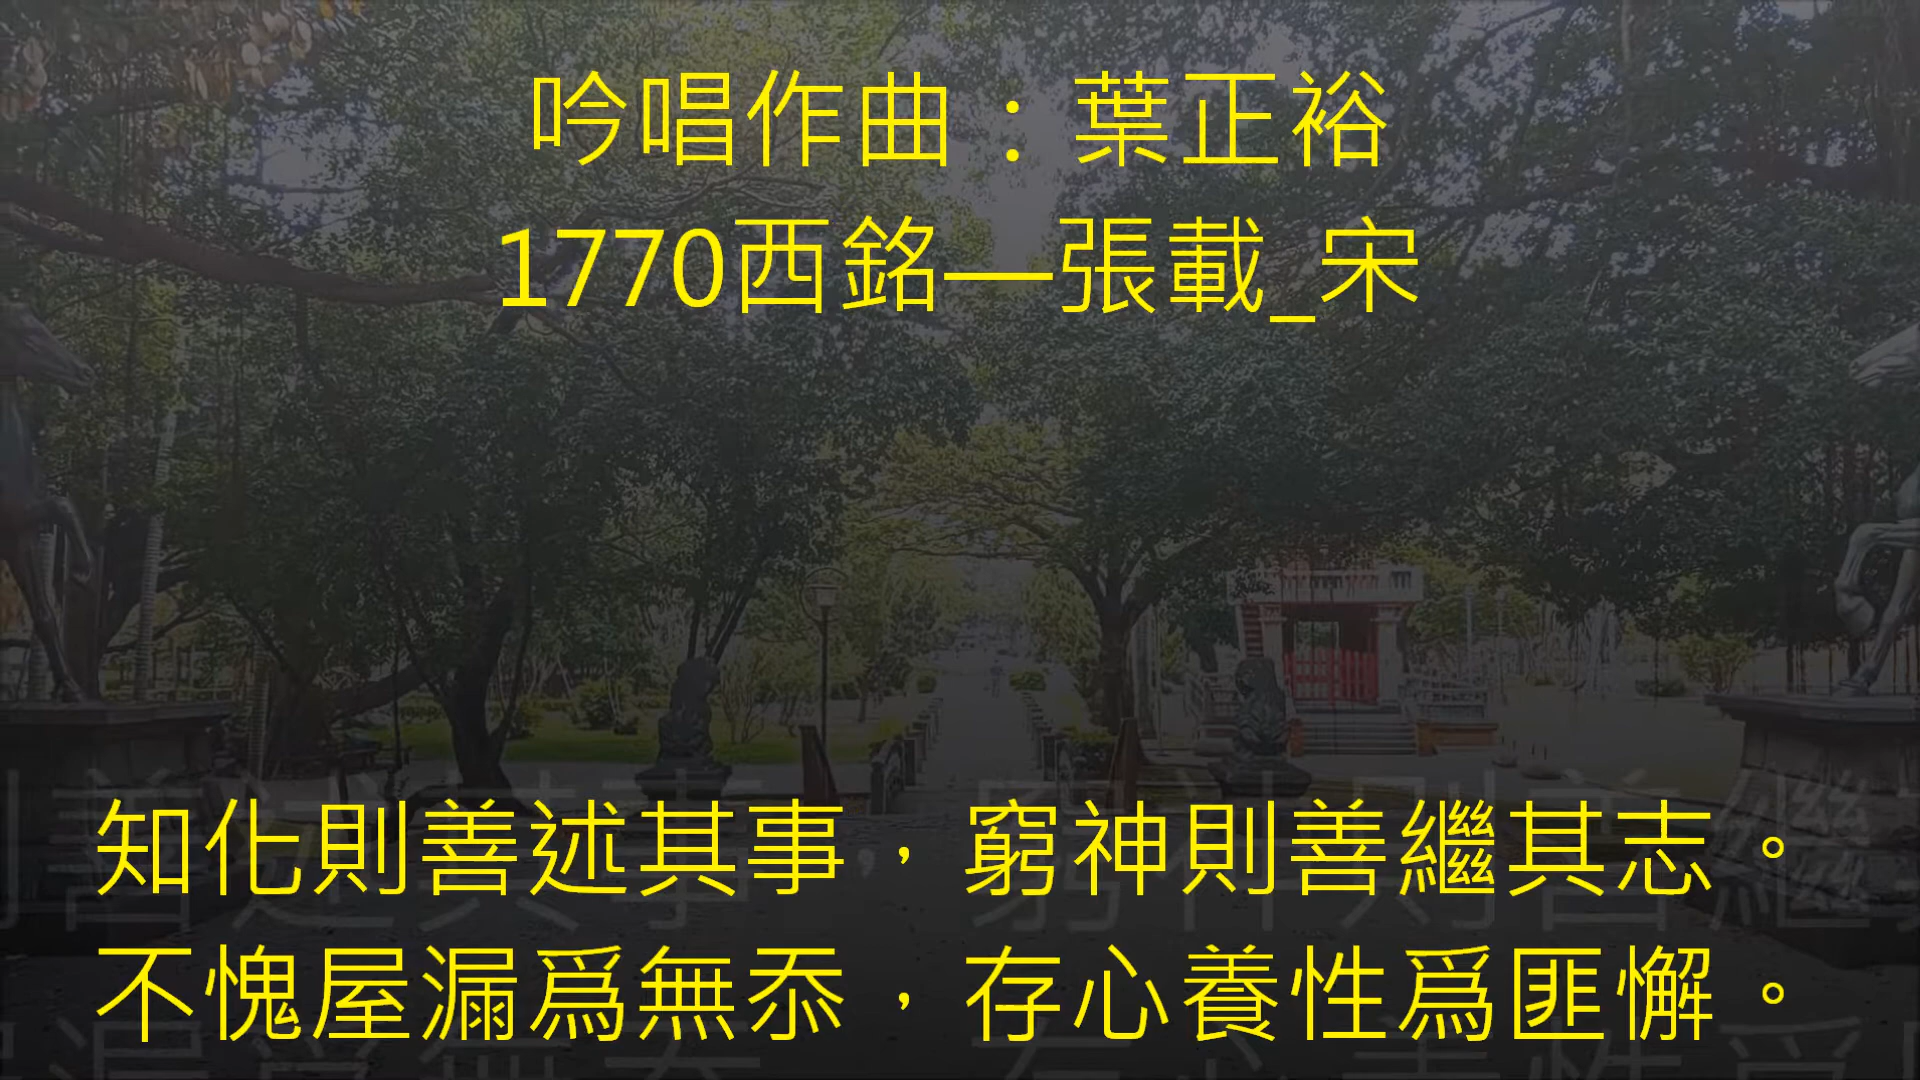 吟唱作曲：葉正裕
1770西銘—張載_宋
知化則善述其事，窮神則善繼其志。
不愧屋漏爲無忝，存心養性爲匪懈。